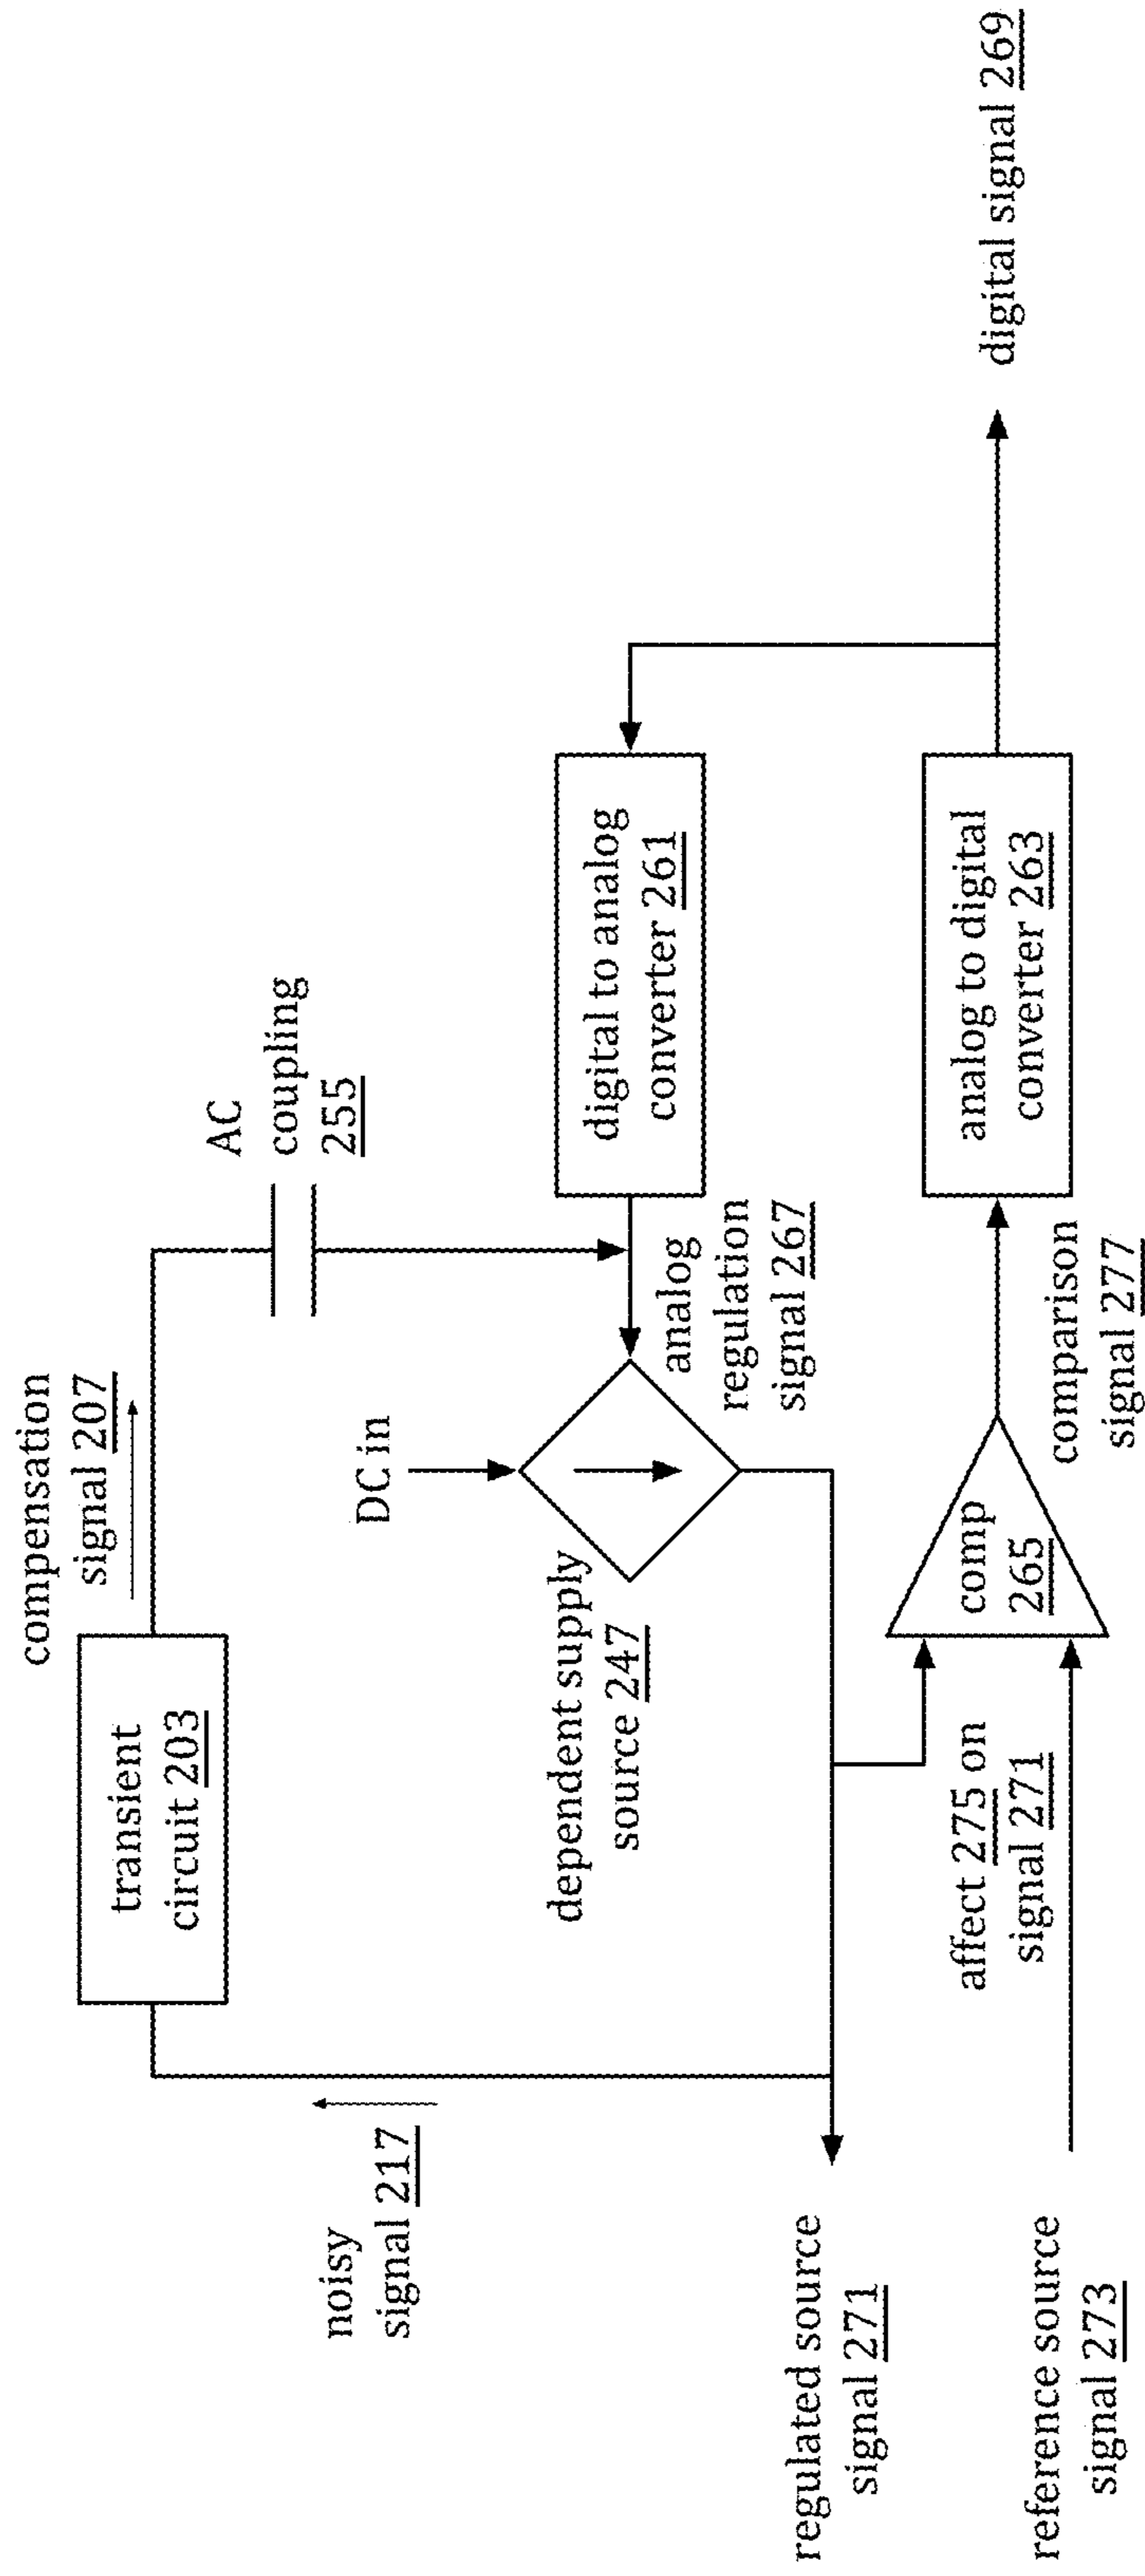 compensation
signal 207
transient
circuit 203
AC
coupling
255
noisy
signal 217
DC in
dependent supply
source 247
digital to analog
converter 261
analog
regulation
signal 267
regulated source
signal 271
affect 275 on
signal 271
comp
265
analog to digital
converter 263
digital signal 269
reference source
signal 273
comparison
signal 277